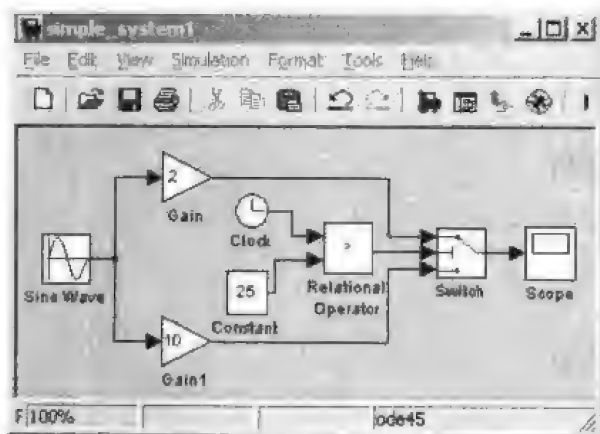 simple_system1
File Edit View Simulation Format Tools Help
2
Gain
Clock
>
Sine Wave
25
Constant
Relational
Operator
Switch
Scope
10
Gain1
F 100%
ode45